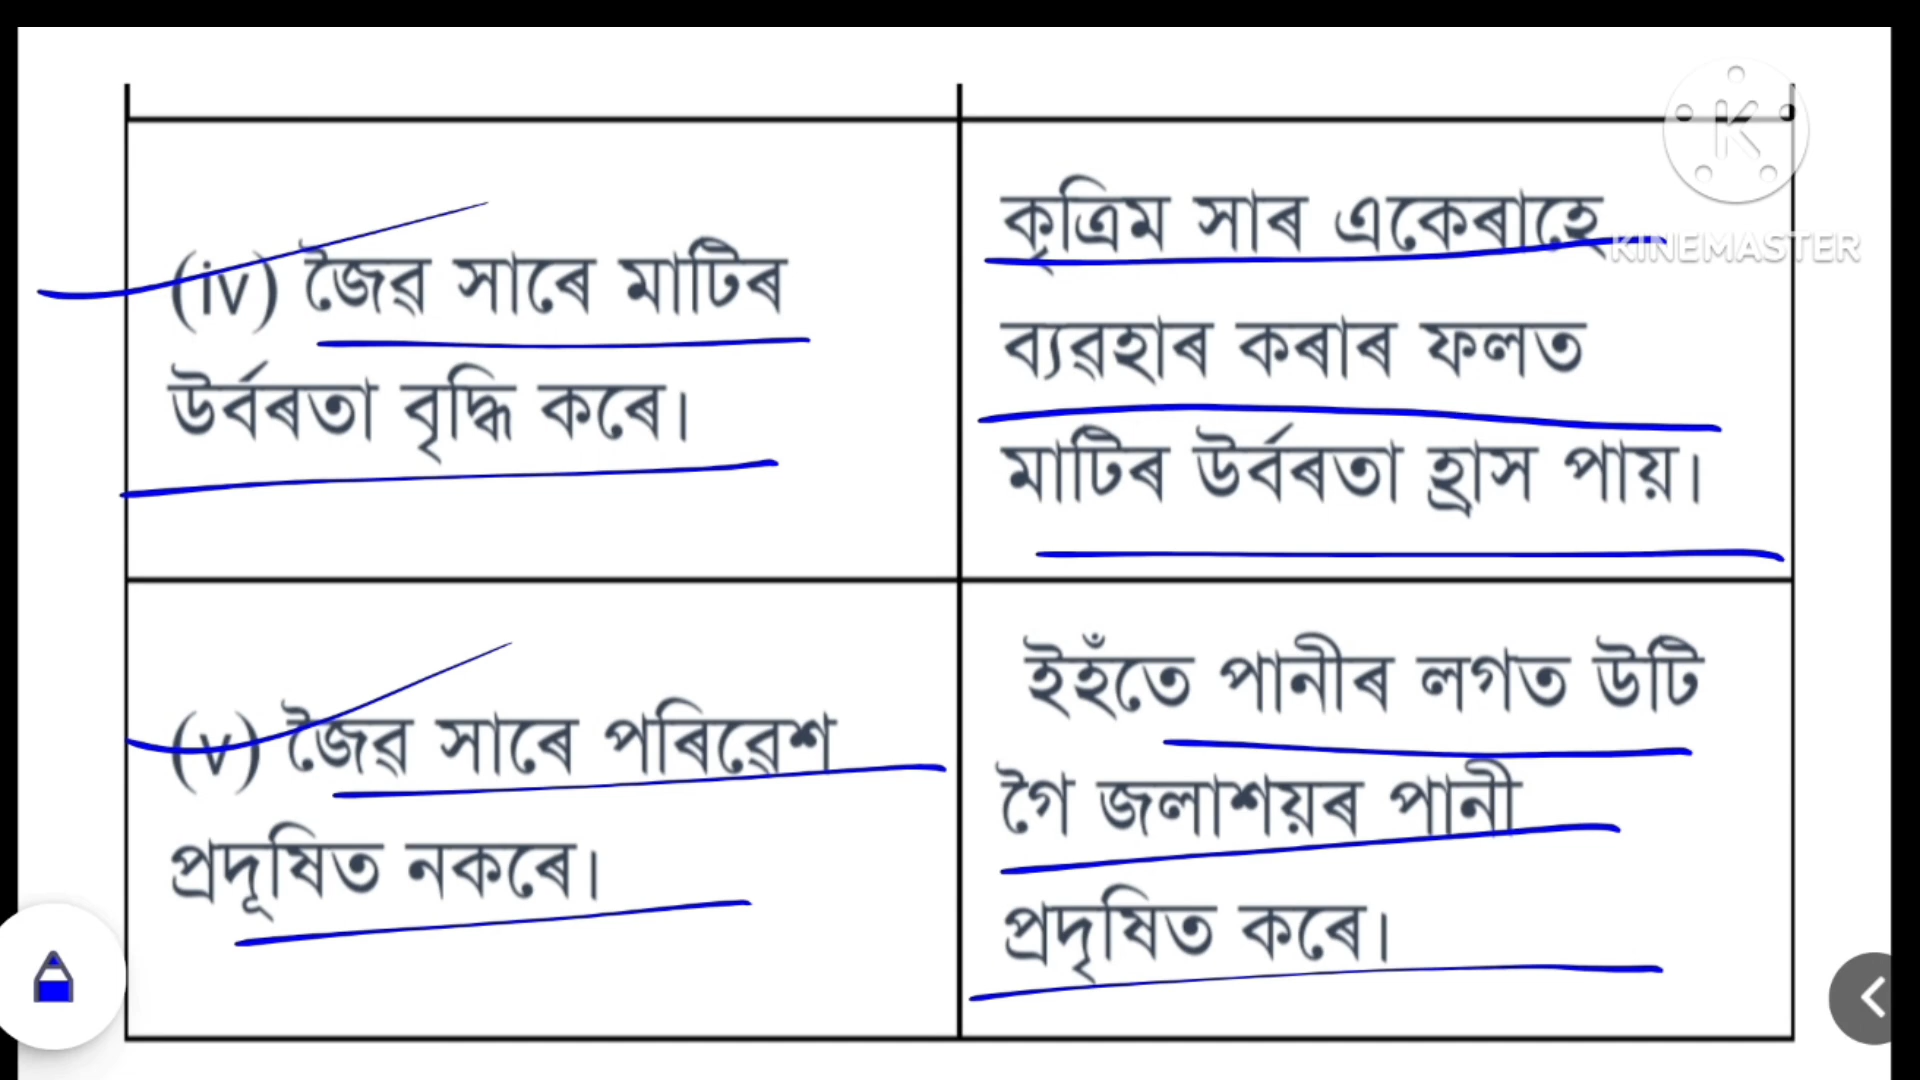 (iv) জৈৱ সাৰে মাটিৰ
উৰ্বৰতা বৃদ্ধি কৰে।
কৃত্ৰিম সাৰ একেৰাহে
ব্যৱহাৰ কৰাৰ ফলত
মাটিৰ উৰ্বৰতা হ্ৰাস পায়।
(v) জৈৱ সাৰে পৰিৱেশ
প্ৰদূষিত নকৰে।
ইহঁতে পানীৰ লগত উটি
গৈ জলাশয়ৰ পানী
প্ৰদৃষিত কৰে।
KINEMASTER